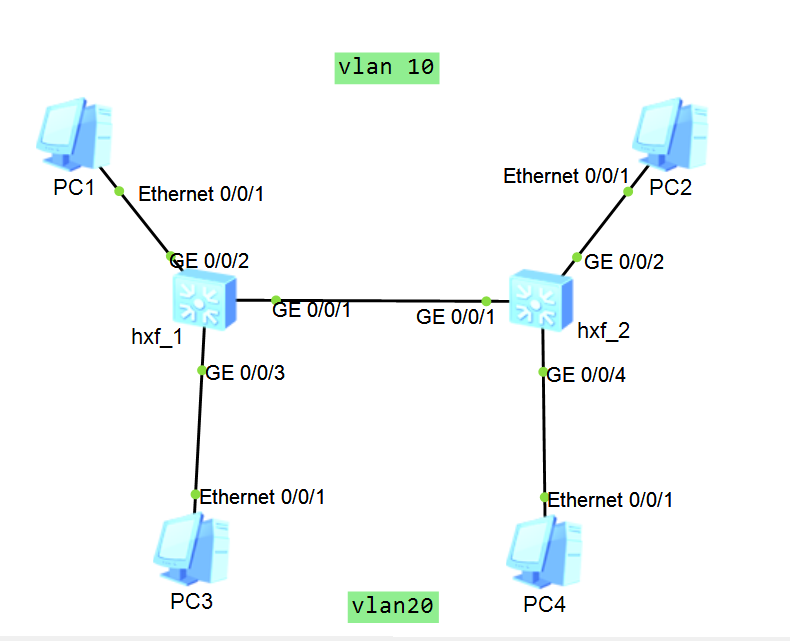 vlan 10
PC1
Ethernet 0/0/1
Ethernet 0/0/1
PC2
GE 0/0/2
GE 0/0/2
GE 0/0/1
GE 0/0/1
hxf_1
hxf_2
GE 0/0/3
GE 0/0/4
Ethernet 0/0/1
Ethernet 0/0/1
PC3
vlan20
PC4